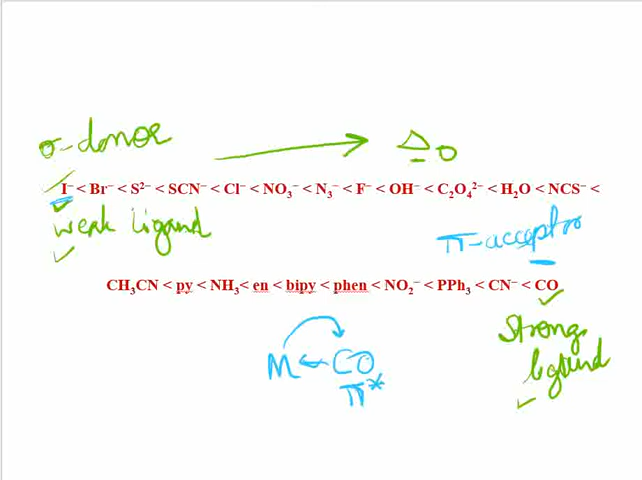 σ-donor
Δo
I⁻ < Br⁻ < S²⁻ < SCN⁻ < Cl⁻ < NO₃⁻ < N₃⁻ < F⁻ < OH⁻ < C₂O₄²⁻ < H₂O < NCS⁻ <
weak ligand
π-acceptor
CH₃CN < py < NH₃< en < bipy < phen < NO₂⁻ < PPh₃ < CN⁻ < CO
Strong
ligand
M ← CO
π*